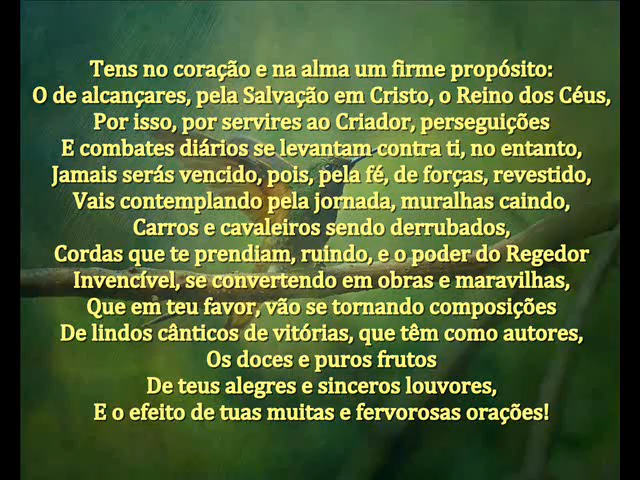 Tens no coração e na alma um firme propósito:
O de alcançares, pela Salvação em Cristo, o Reino dos Céus,
Por isso, por servires ao Criador, perseguições
E combates diários se levantam contra ti, no entanto,
Jamais serás vencido, pois, pela fé, de forças, revestido,
Vais contemplando pela jornada, muralhas caindo,
Carros e cavaleiros sendo derrubados,
Cordas que te prendiam, ruindo, e o poder do Regedor
Invencível, se convertendo em obras e maravilhas,
Que em teu favor, vão se tornando composições
De lindos cânticos de vitórias, que têm como autores,
Os doces e puros frutos
De teus alegres e sinceros louvores,
E o efeito de tuas muitas e fervorosas orações!